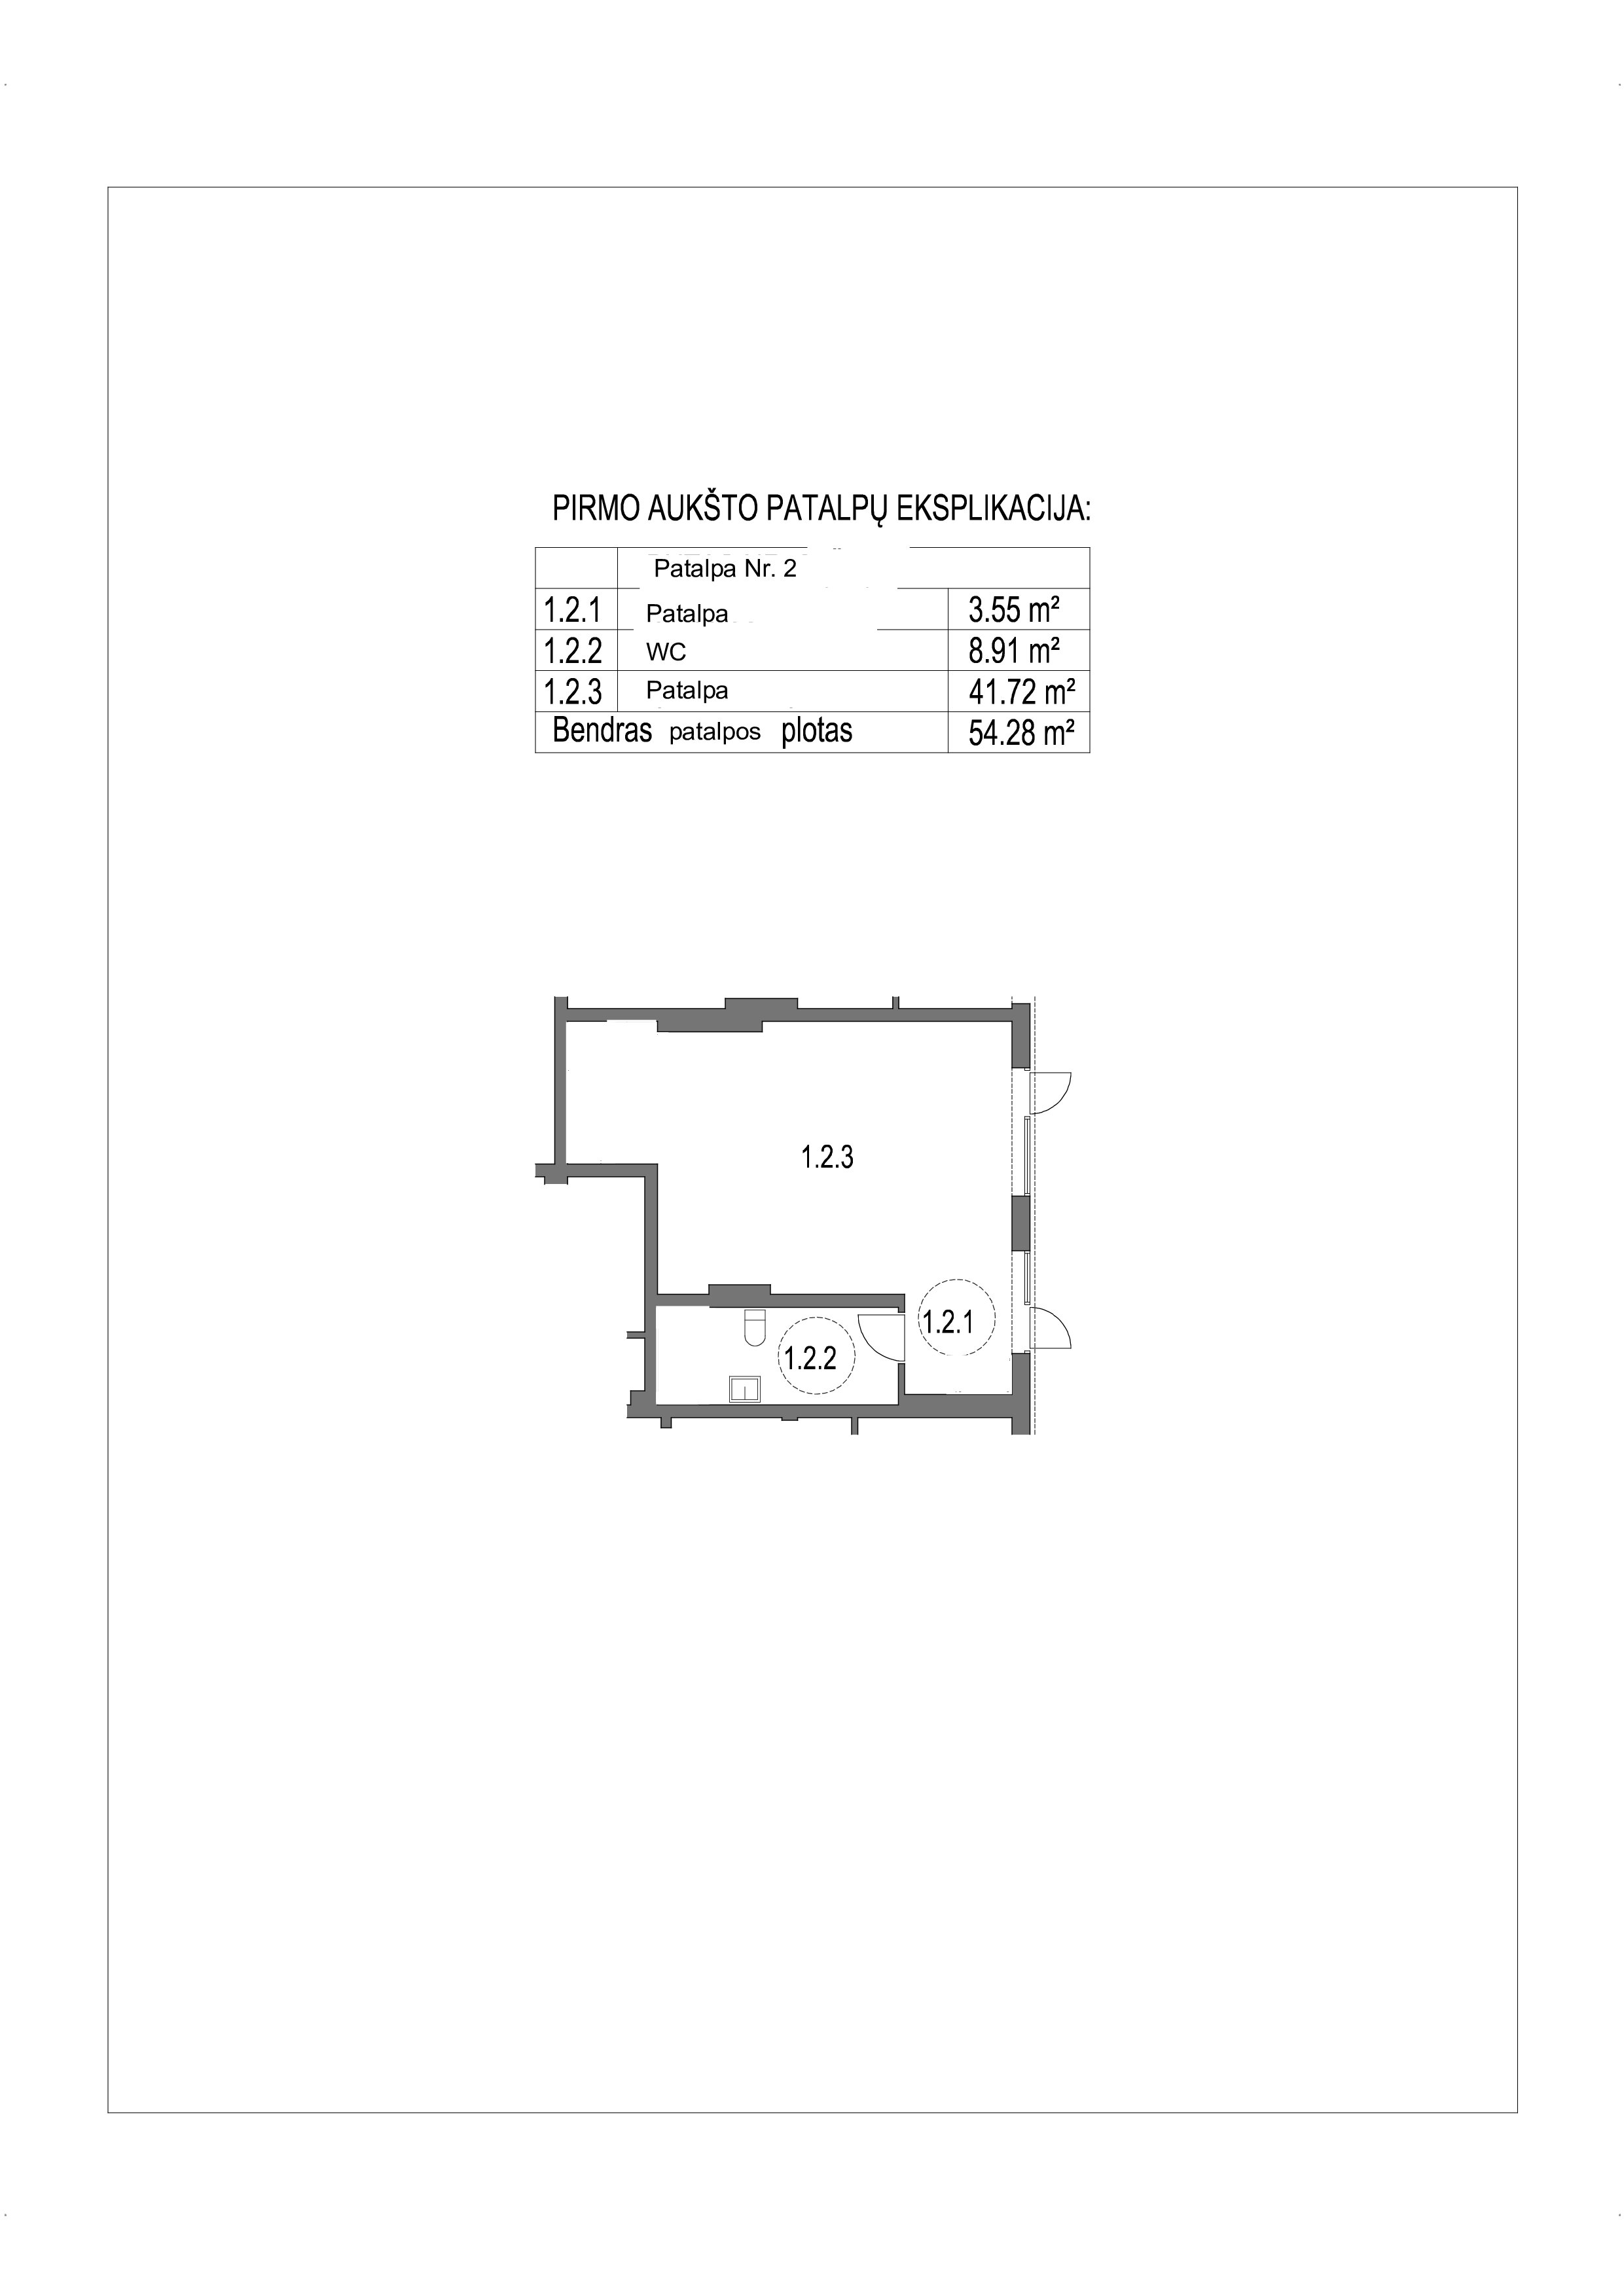 PIRMO AUKŠTO PATALPŲ EKSPLIKACIJA:
Patalpa Nr. 2
1.2.1 Patalpa 3.55 m²
1.2.2 WC 8.91 m²
1.2.3 Patalpa 41.72 m²
Bendras patalpos plotas 54.28 m²
1.2.3
1.2.1
1.2.2